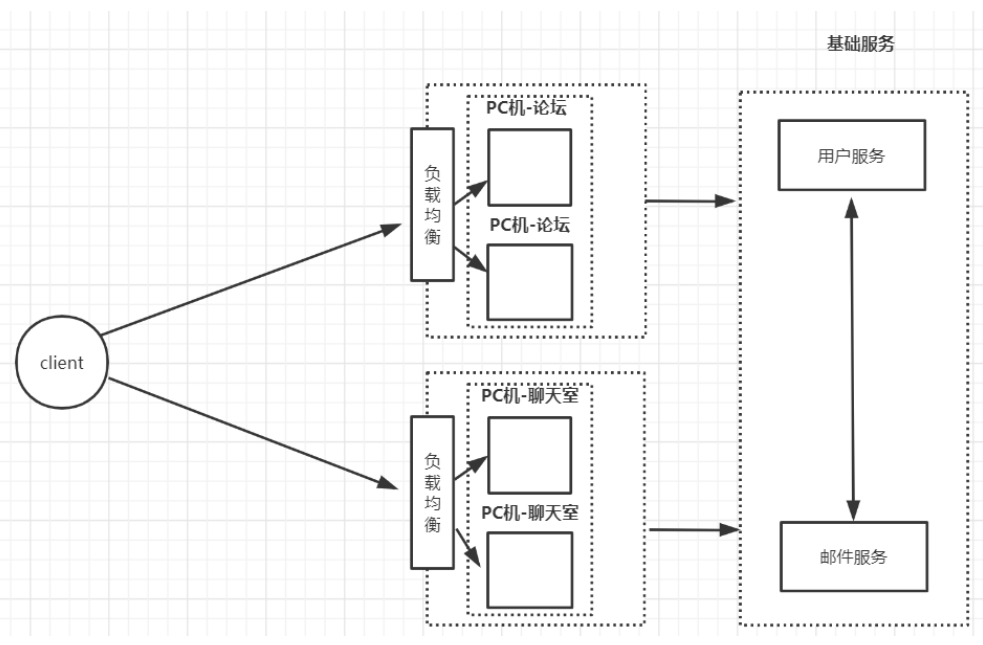 基础服务
PC机-论坛
用户服务
负载均衡
PC机-论坛
client
PC机-聊天室
负载均衡
PC机-聊天室
邮件服务